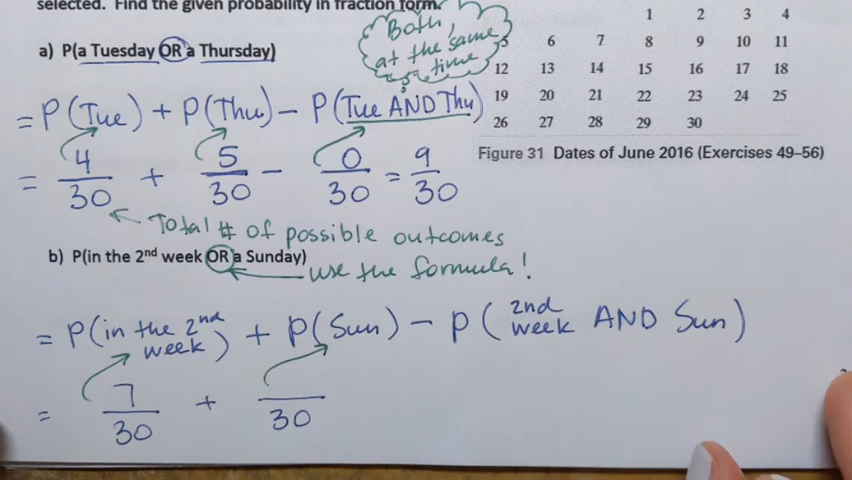 selected. Find the given probability in fraction form.
a) P(a Tuesday OR a Thursday)
Both,
at the same
time
= P(Tue) + P(Thu) - P(Tue AND Thu)
= 4/30 + 5/30 - 0/30 = 9/30
Total # of possible outcomes
b) P(in the 2nd week OR a Sunday)
use the formula!
= P(in the 2nd week) + P(Sun) - P(2nd week AND Sun)
= 7/30 + /30
1 2 3 4
5 6 7 8 9 10 11
12 13 14 15 16 17 18
19 20 21 22 23 24 25
26 27 28 29 30
Figure 31 Dates of June 2016 (Exercises 49–56)